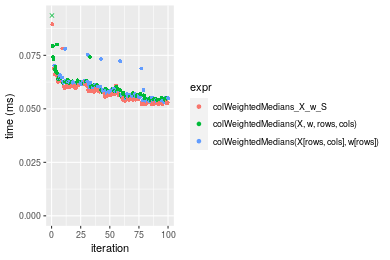 time (ms)
0.075
0.050
0.025
0.000
0
25
50
75
100
iteration
expr
colWeightedMedians_X_w_S
colWeightedMedians(X, w, rows, cols)
colWeightedMedians(X[rows, cols], w[rows])